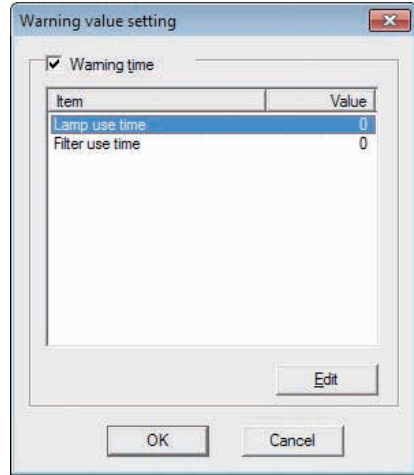 Warning value setting
Warning time
Item Value
Lamp use time 0
Filter use time 0
Edit
OK Cancel